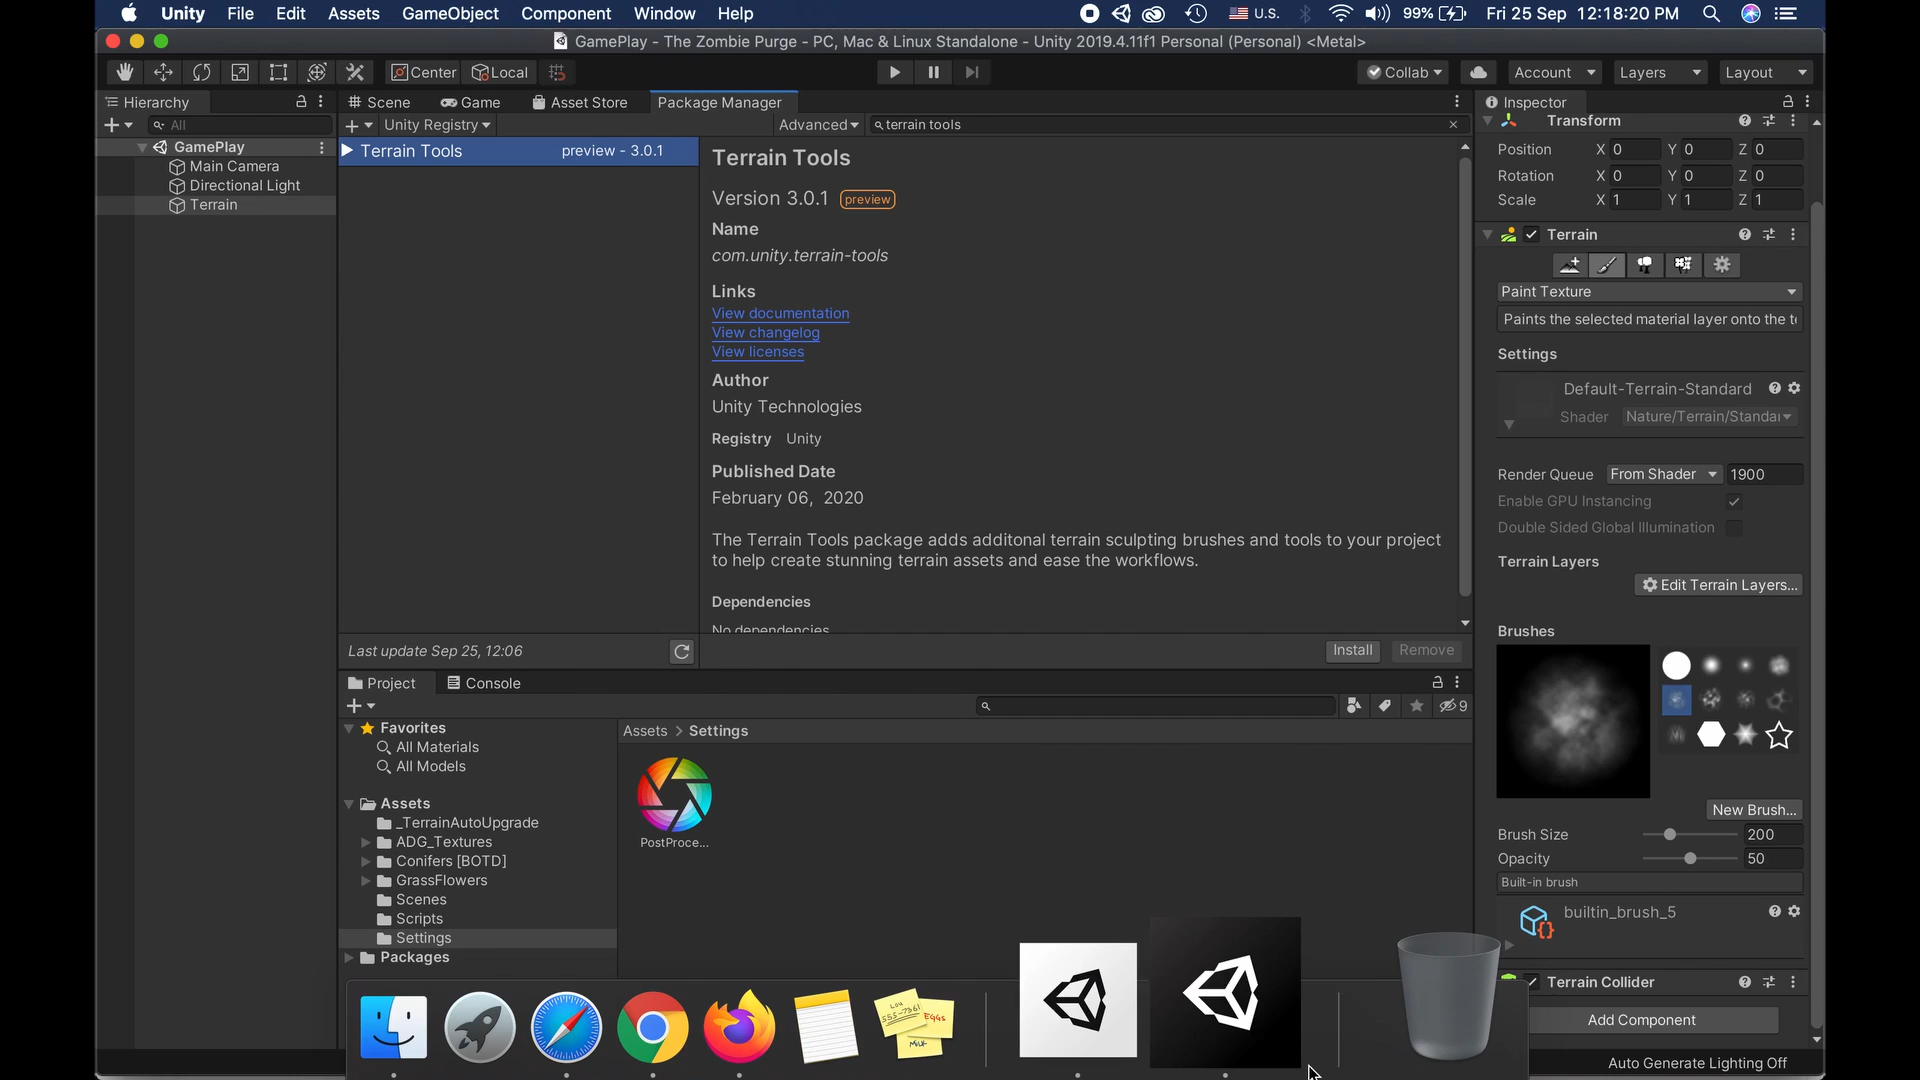 Unity File Edit Assets GameObject Component Window Help U.S. 99% Fri 25 Sep 12:18:20 PM
GamePlay - The Zombie Purge - PC, Mac & Linux Standalone - Unity 2019.4.11f1 Personal (Personal) <Metal>
Center Local Collab Account Layers Layout
Hierarchy Scene Game Asset Store Package Manager Inspector
All Unity Registry Advanced terrain tools Transform
GamePlay
Main Camera
Directional Light
Terrain
Terrain Tools preview - 3.0.1
Last update Sep 25, 12:06
Terrain Tools
Version 3.0.1 preview
Name
com.unity.terrain-tools
Links
View documentation
View changelog
View licenses
Author
Unity Technologies
Registry Unity
Published Date
February 06, 2020
The Terrain Tools package adds additonal terrain sculpting brushes and tools to your project
to help create stunning terrain assets and ease the workflows.
Dependencies
No dependencies
Install Remove
Position X 0 Y 0 Z 0
Rotation X 0 Y 0 Z 0
Scale X 1 Y 1 Z 1
Terrain
Paint Texture
Paints the selected material layer onto the t
Settings
Default-Terrain-Standard
Shader Nature/Terrain/Standa
Render Queue From Shader 1900
Enable GPU Instancing
Double Sided Global Illumination
Terrain Layers
Edit Terrain Layers...
Brushes
New Brush...
Brush Size 200
Opacity 50
Built-in brush
builtin_brush_5
Terrain Collider
Add Component
Auto Generate Lighting Off
Project Console
9
Favorites
All Materials
All Models
Assets
_TerrainAutoUpgrade
ADG_Textures
Conifers [BOTD]
GrassFlowers
Scenes
Scripts
Settings
Packages
Assets > Settings
PostProce...
LOU
555-7361
EGGS
MILK